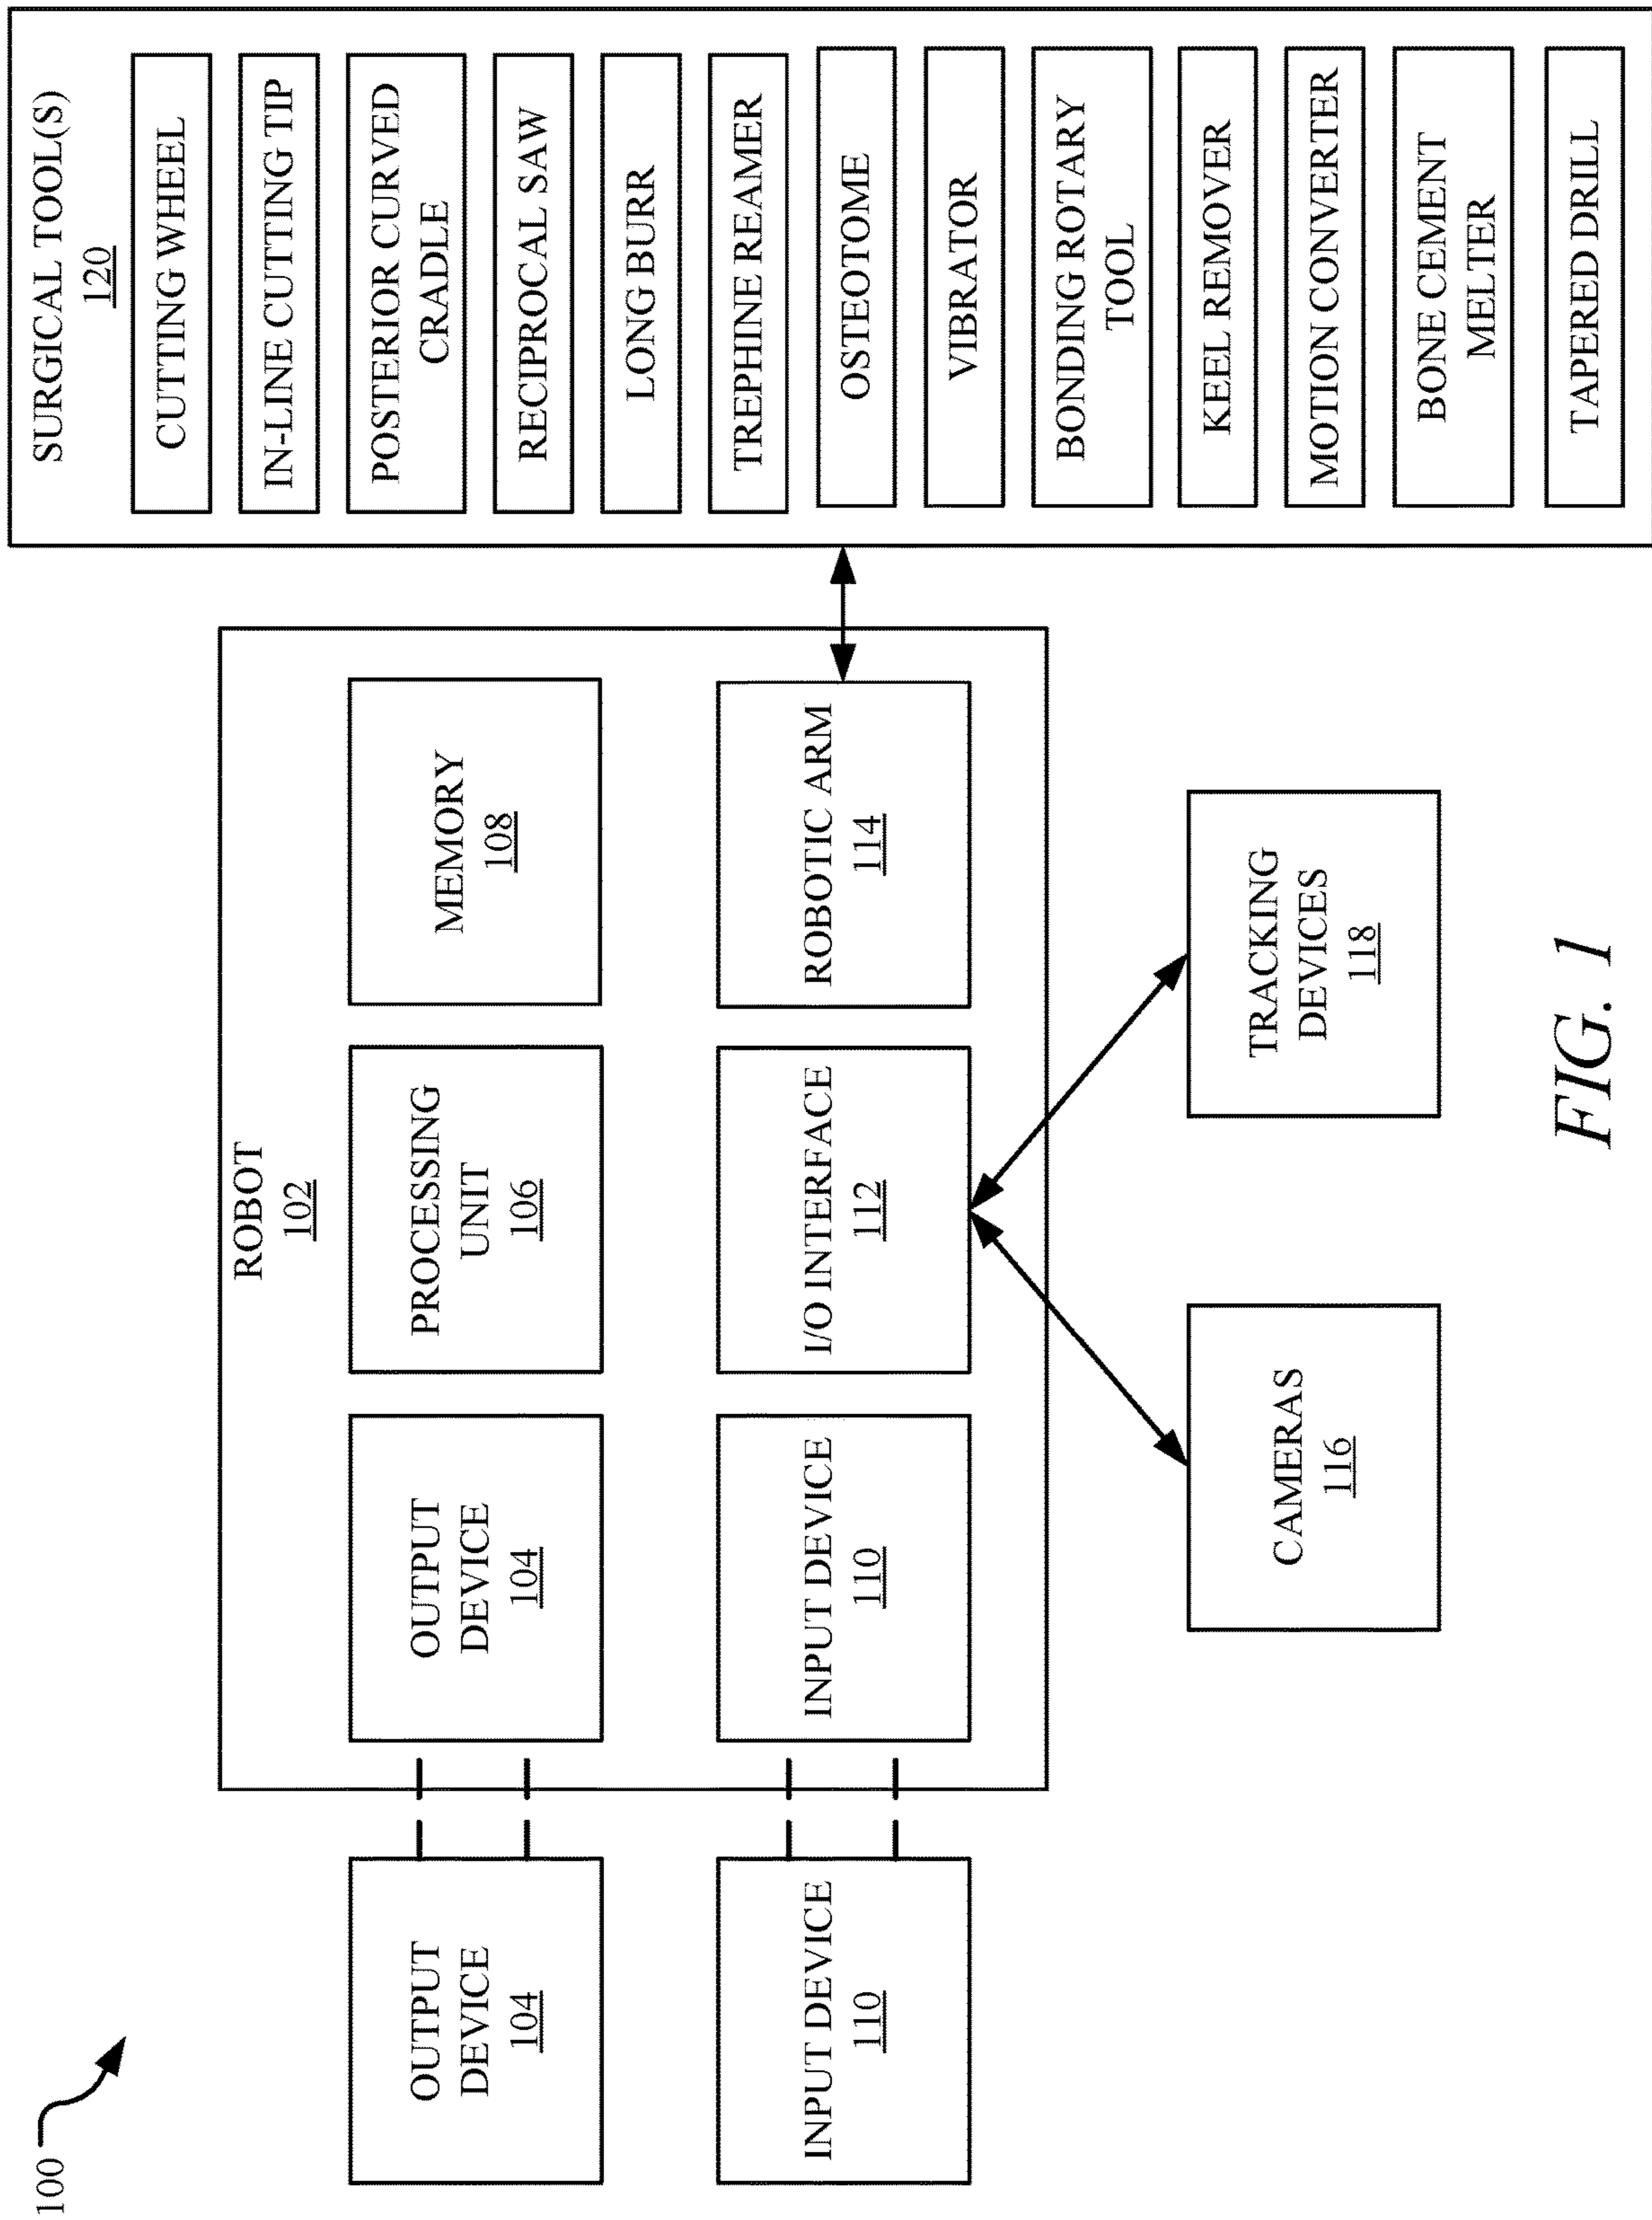 100
ROBOT
102
OUTPUT
DEVICE
104
OUTPUT
DEVICE
104
PROCESSING
UNIT
106
MEMORY
108
INPUT DEVICE
110
INPUT DEVICE
110
I/O INTERFACE
112
ROBOTIC ARM
114
CAMERAS
116
TRACKING
DEVICES
118
SURGICAL TOOL(S)
120
CUTTING WHEEL
IN-LINE CUTTING TIP
POSTERIOR CURVED
CRADLE
RECIPROCAL SAW
LONG BURR
TREPHINE REAMER
OSTEOTOME
VIBRATOR
BONDING ROTARY
TOOL
KEEL REMOVER
MOTION CONVERTER
BONE CEMENT
MELTER
TAPERED DRILL
FIG. 1